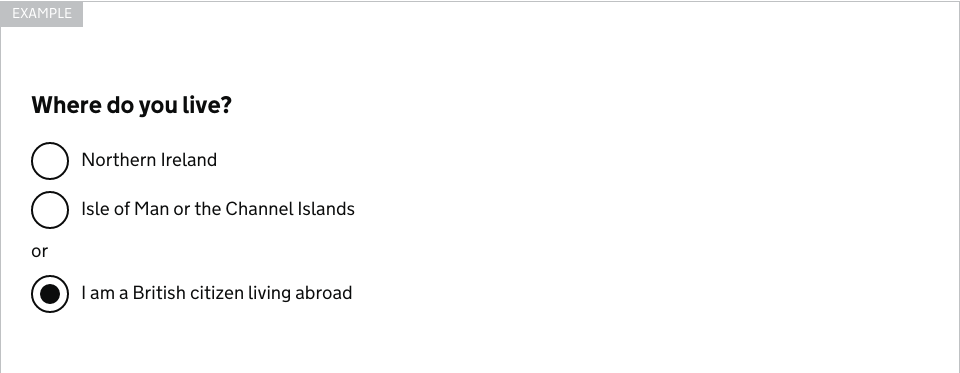 EXAMPLE
Where do you live?
Northern Ireland
Isle of Man or the Channel Islands
or
I am a British citizen living abroad